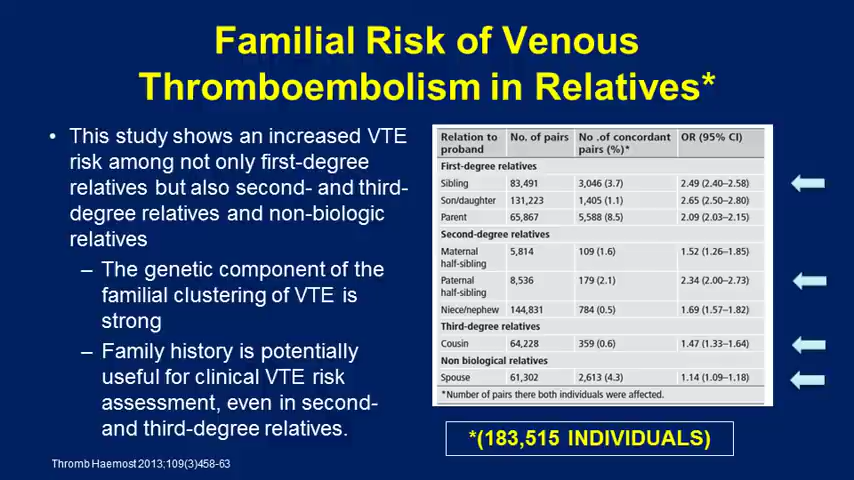 Familial Risk of Venous
Thromboembolism in Relatives*
• This study shows an increased VTE
risk among not only first-degree
relatives but also second- and third-
degree relatives and non-biologic
relatives
– The genetic component of the
familial clustering of VTE is
strong
– Family history is potentially
useful for clinical VTE risk
assessment, even in second-
and third-degree relatives.
Thromb Haemost 2013;109(3)458-63
Relation to proband No. of pairs No .of concordant pairs (%)* OR (95% CI)
First-degree relatives
Sibling 83,491 3,046 (3.7) 2.49 (2.40–2.58)
Son/daughter 131,223 1,405 (1.1) 2.65 (2.50–2.80)
Parent 65,867 5,588 (8.5) 2.09 (2.03–2.15)
Second-degree relatives
Maternal half-sibling 5,814 109 (1.6) 1.52 (1.26–1.85)
Paternal half-sibling 8,536 179 (2.1) 2.34 (2.00–2.73)
Niece/nephew 144,831 784 (0.5) 1.69 (1.57–1.82)
Third-degree relatives
Cousin 64,228 359 (0.6) 1.47 (1.33–1.64)
Non biological relatives
Spouse 61,302 2,613 (4.3) 1.14 (1.09–1.18)
*Number of pairs there both individuals were affected.
*(183,515 INDIVIDUALS)